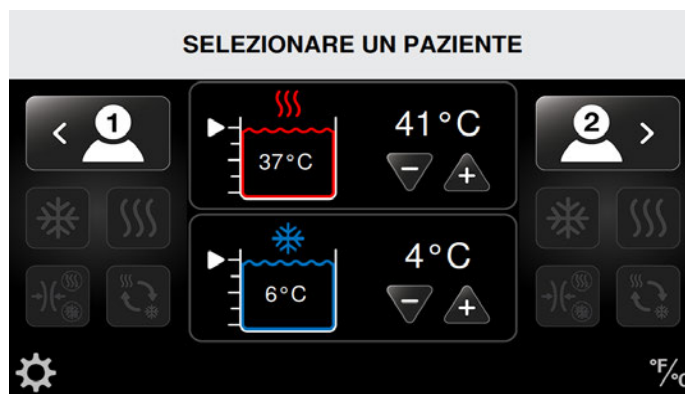 SELEZIONARE UN PAZIENTE
< 1
41°C
37°C
2 >
4°C
6°C
°F/°C